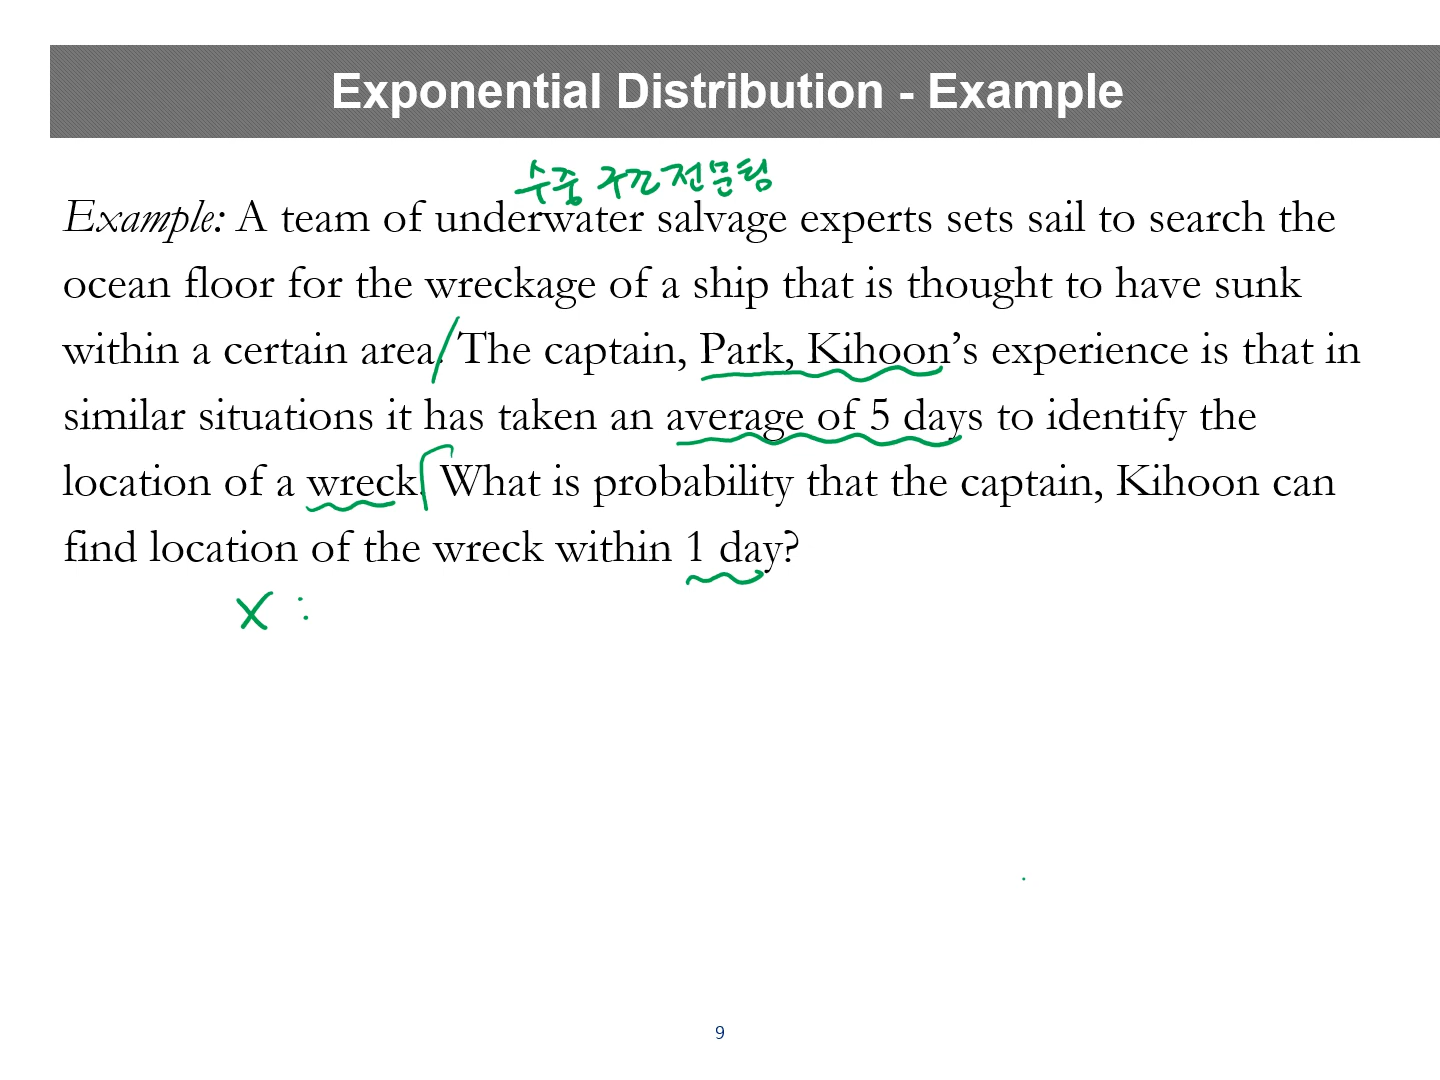 Exponential Distribution - Example
수중 구조 전문팀
Example: A team of underwater salvage experts sets sail to search the
ocean floor for the wreckage of a ship that is thought to have sunk
within a certain area. The captain, Park, Kihoon’s experience is that in
similar situations it has taken an average of 5 days to identify the
location of a wreck. What is probability that the captain, Kihoon can
find location of the wreck within 1 day?
X :
9